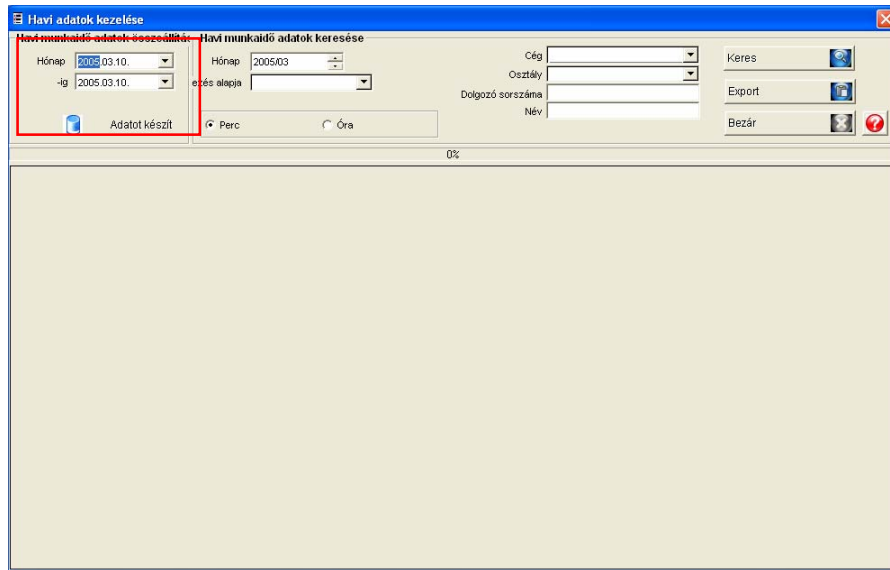 Havi adatok kezelése
Havi munkaidő adatok összeállítás
Hónap 2005.03.10.
-ig 2005.03.10.
Adatot készít
Havi munkaidő adatok keresése
Hónap 2005/03
ezés alapja
Perc Óra
Cég
Osztály
Dolgozó sorszáma
Név
Keres
Export
Bezár
0%